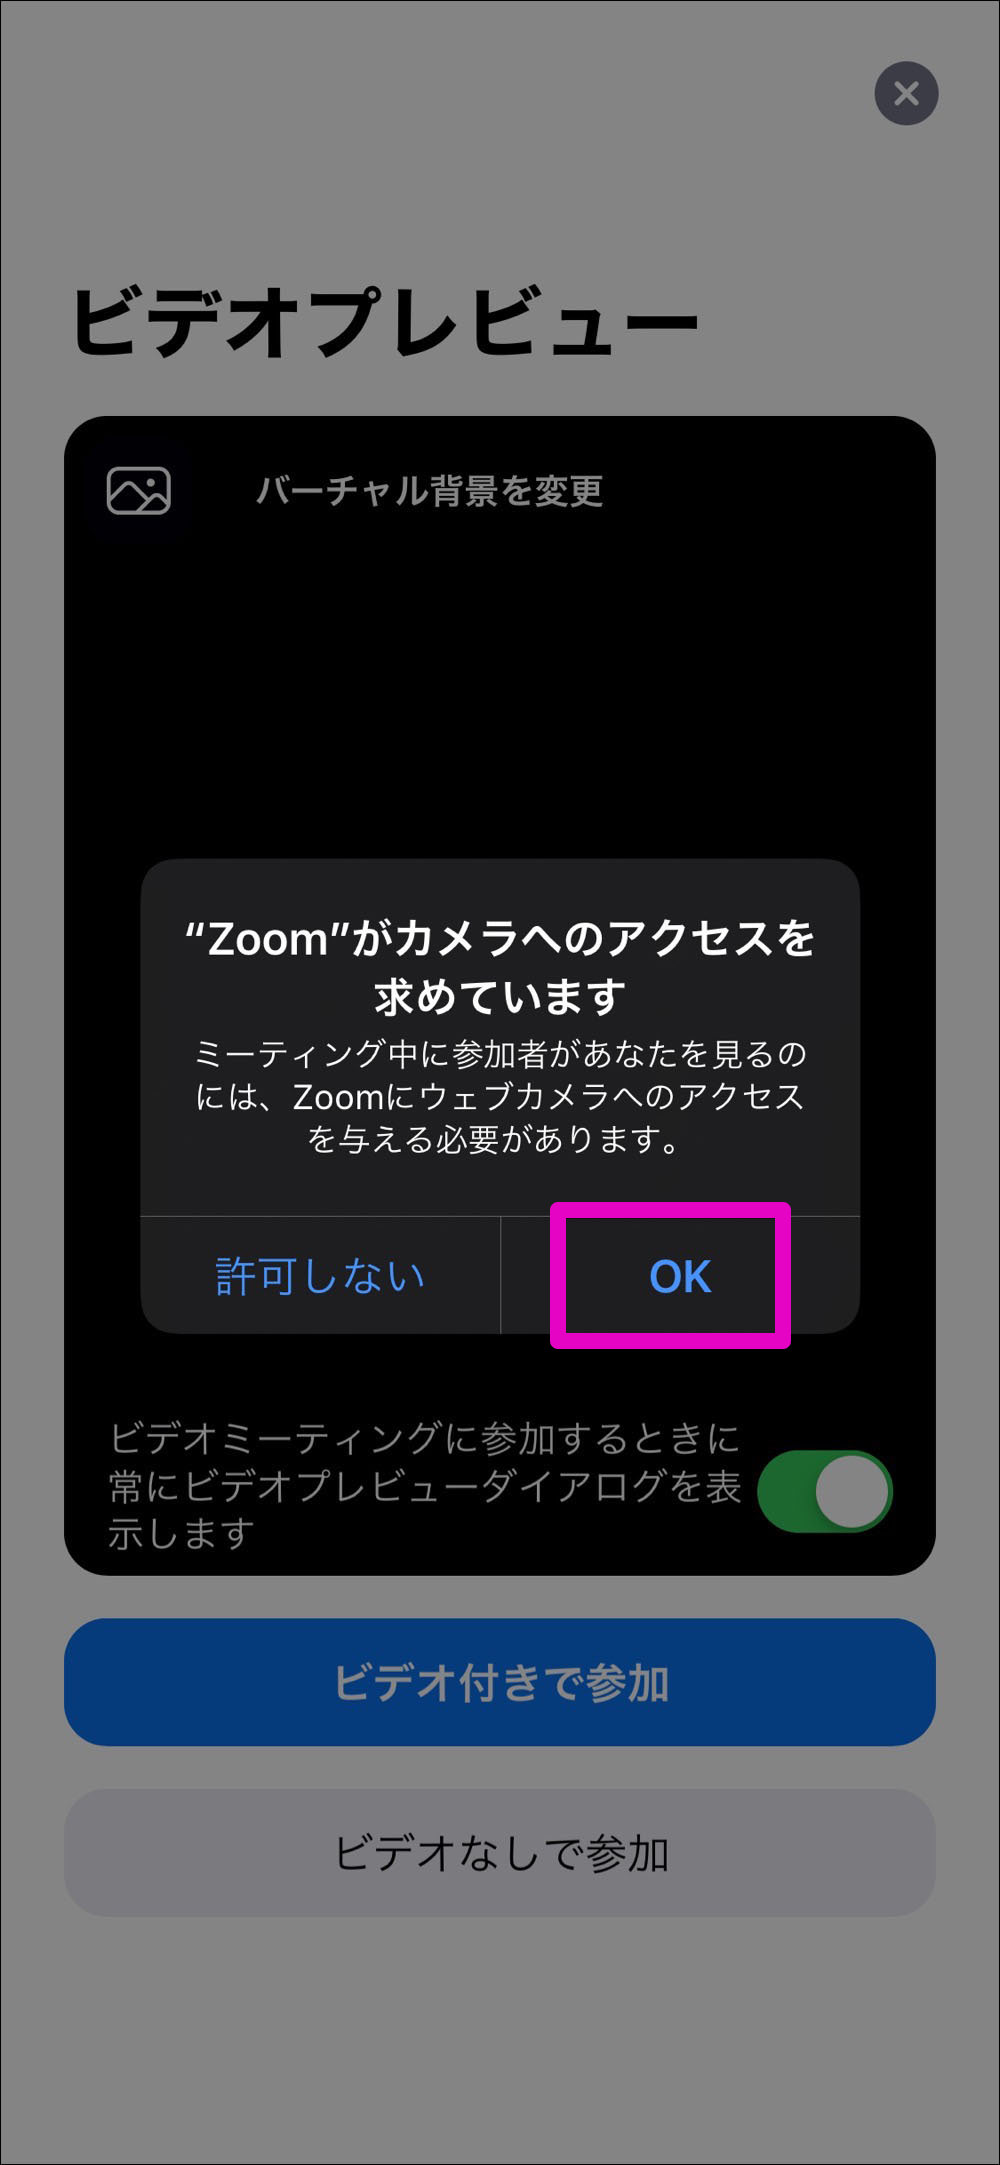 ビデオプレビュー
バーチャル背景を変更
“Zoom”がカメラへのアクセスを
求めています
ミーティング中に参加者があなたを見るの
には、Zoomにウェブカメラへのアクセス
を与える必要があります。
許可しない
OK
ビデオミーティングに参加するときに
常にビデオプレビューダイアログを表
示します
ビデオ付きで参加
ビデオなしで参加